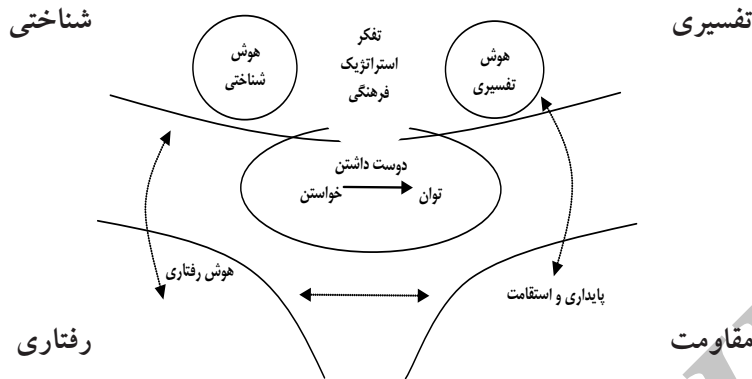 تفسیری
شناختی
تفکر
استراتژیک
فرهنگی
هوش
تفسیری
هوش
شناختی
دوست داشتن
توان
خواستن
هوش رفتاری
پایداری و استقامت
مقاومت
رفتاری